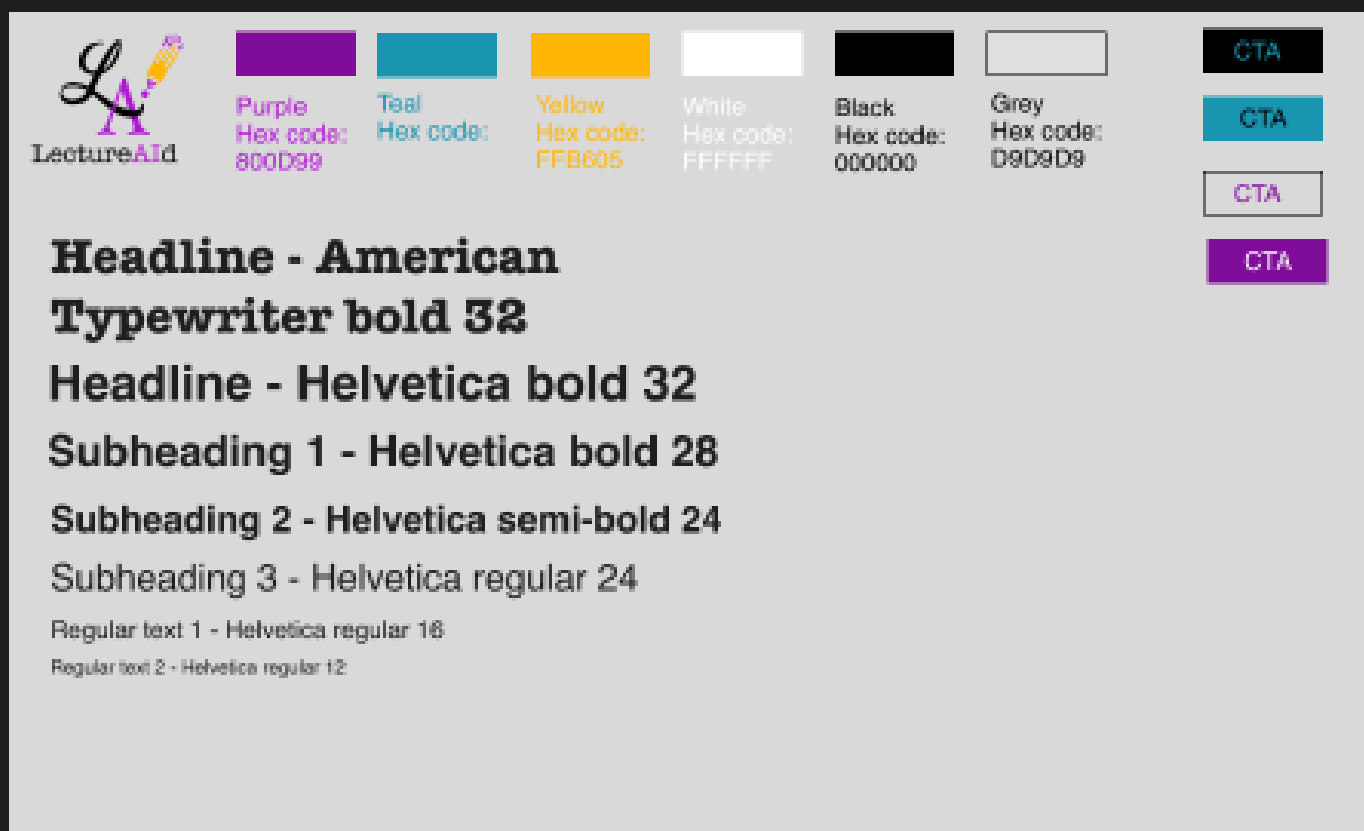 LA
LectureAId
Purple
Hex code:
800D99
Teal
Hex code:
Yellow
Hex code:
FFB605
White
Hex code:
FFFFFF
Black
Hex code:
000000
Grey
Hex code:
D9D9D9
CTA
CTA
CTA
CTA
Headline - American
Typewriter bold 32
Headline - Helvetica bold 32
Subheading 1 - Helvetica bold 28
Subheading 2 - Helvetica semi-bold 24
Subheading 3 - Helvetica regular 24
Regular text 1 - Helvetica regular 16
Regular text 2 - Helvetica regular 12